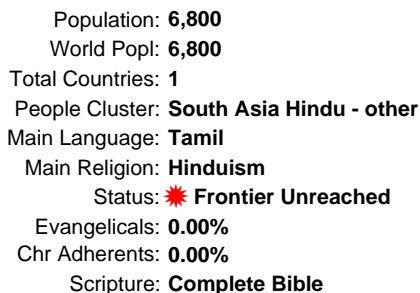 Population: 6,800
World Popl: 6,800
Total Countries: 1
People Cluster: South Asia Hindu - other
Main Language: Tamil
Main Religion: Hinduism
Status: Frontier Unreached
Evangelicals: 0.00%
Chr Adherents: 0.00%
Scripture: Complete Bible